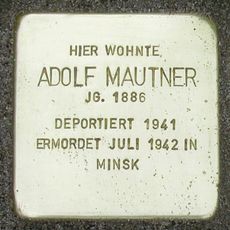 HIER WOHNTE
ADOLF MAUTNER
JG. 1886
DEPORTIERT 1941
ERMORDET JULI 1942 IN
MINSK